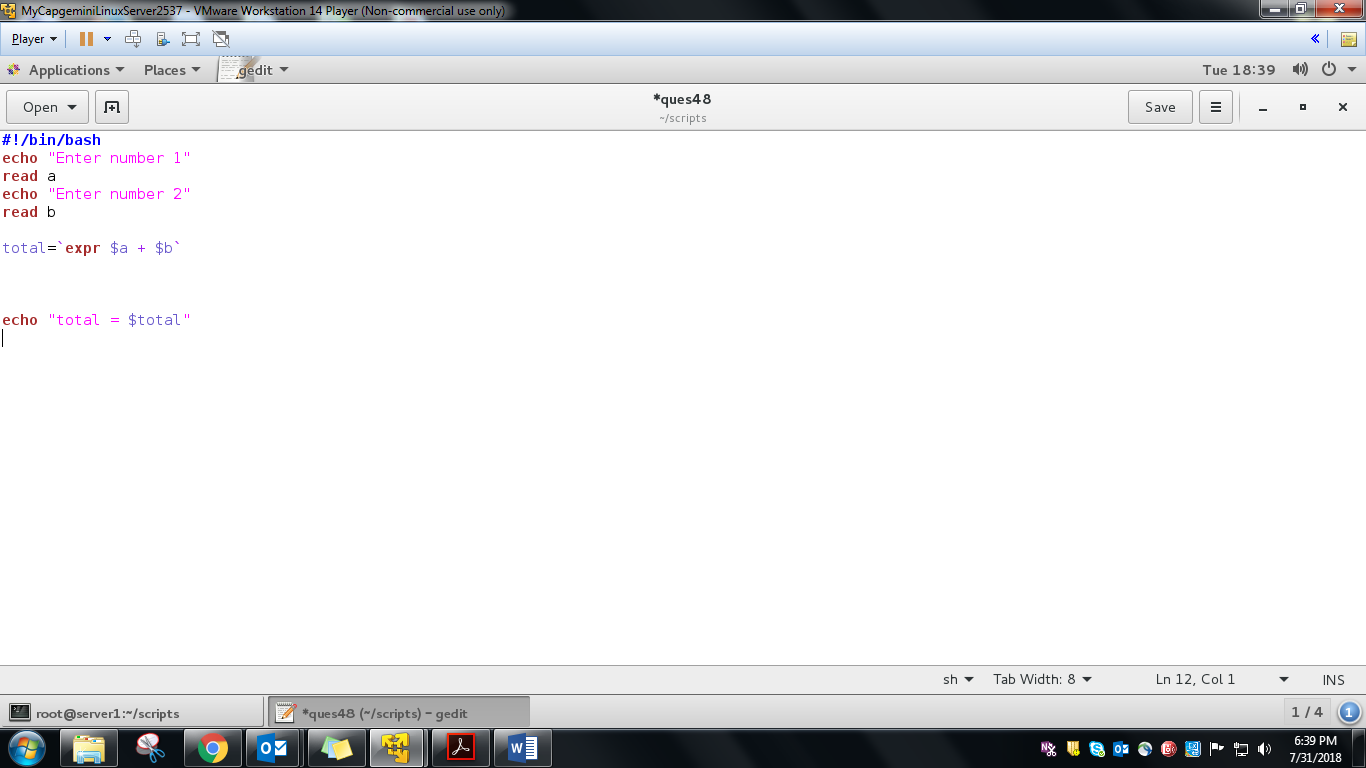 MyCapgeminiLinuxServer2537 - VMware Workstation 14 Player (Non-commercial use only)
Player
Applications Places gedit Tue 18:39
Open *ques48 Save
~/scripts
#!/bin/bash
echo "Enter number 1"
read a
echo "Enter number 2"
read b
total=`expr $a + $b`
echo "total = $total"
sh Tab Width: 8 Ln 12, Col 1 INS
root@server1:~/scripts *ques48 (~/scripts) - gedit 1 / 4 1
6:39 PM
7/31/2018